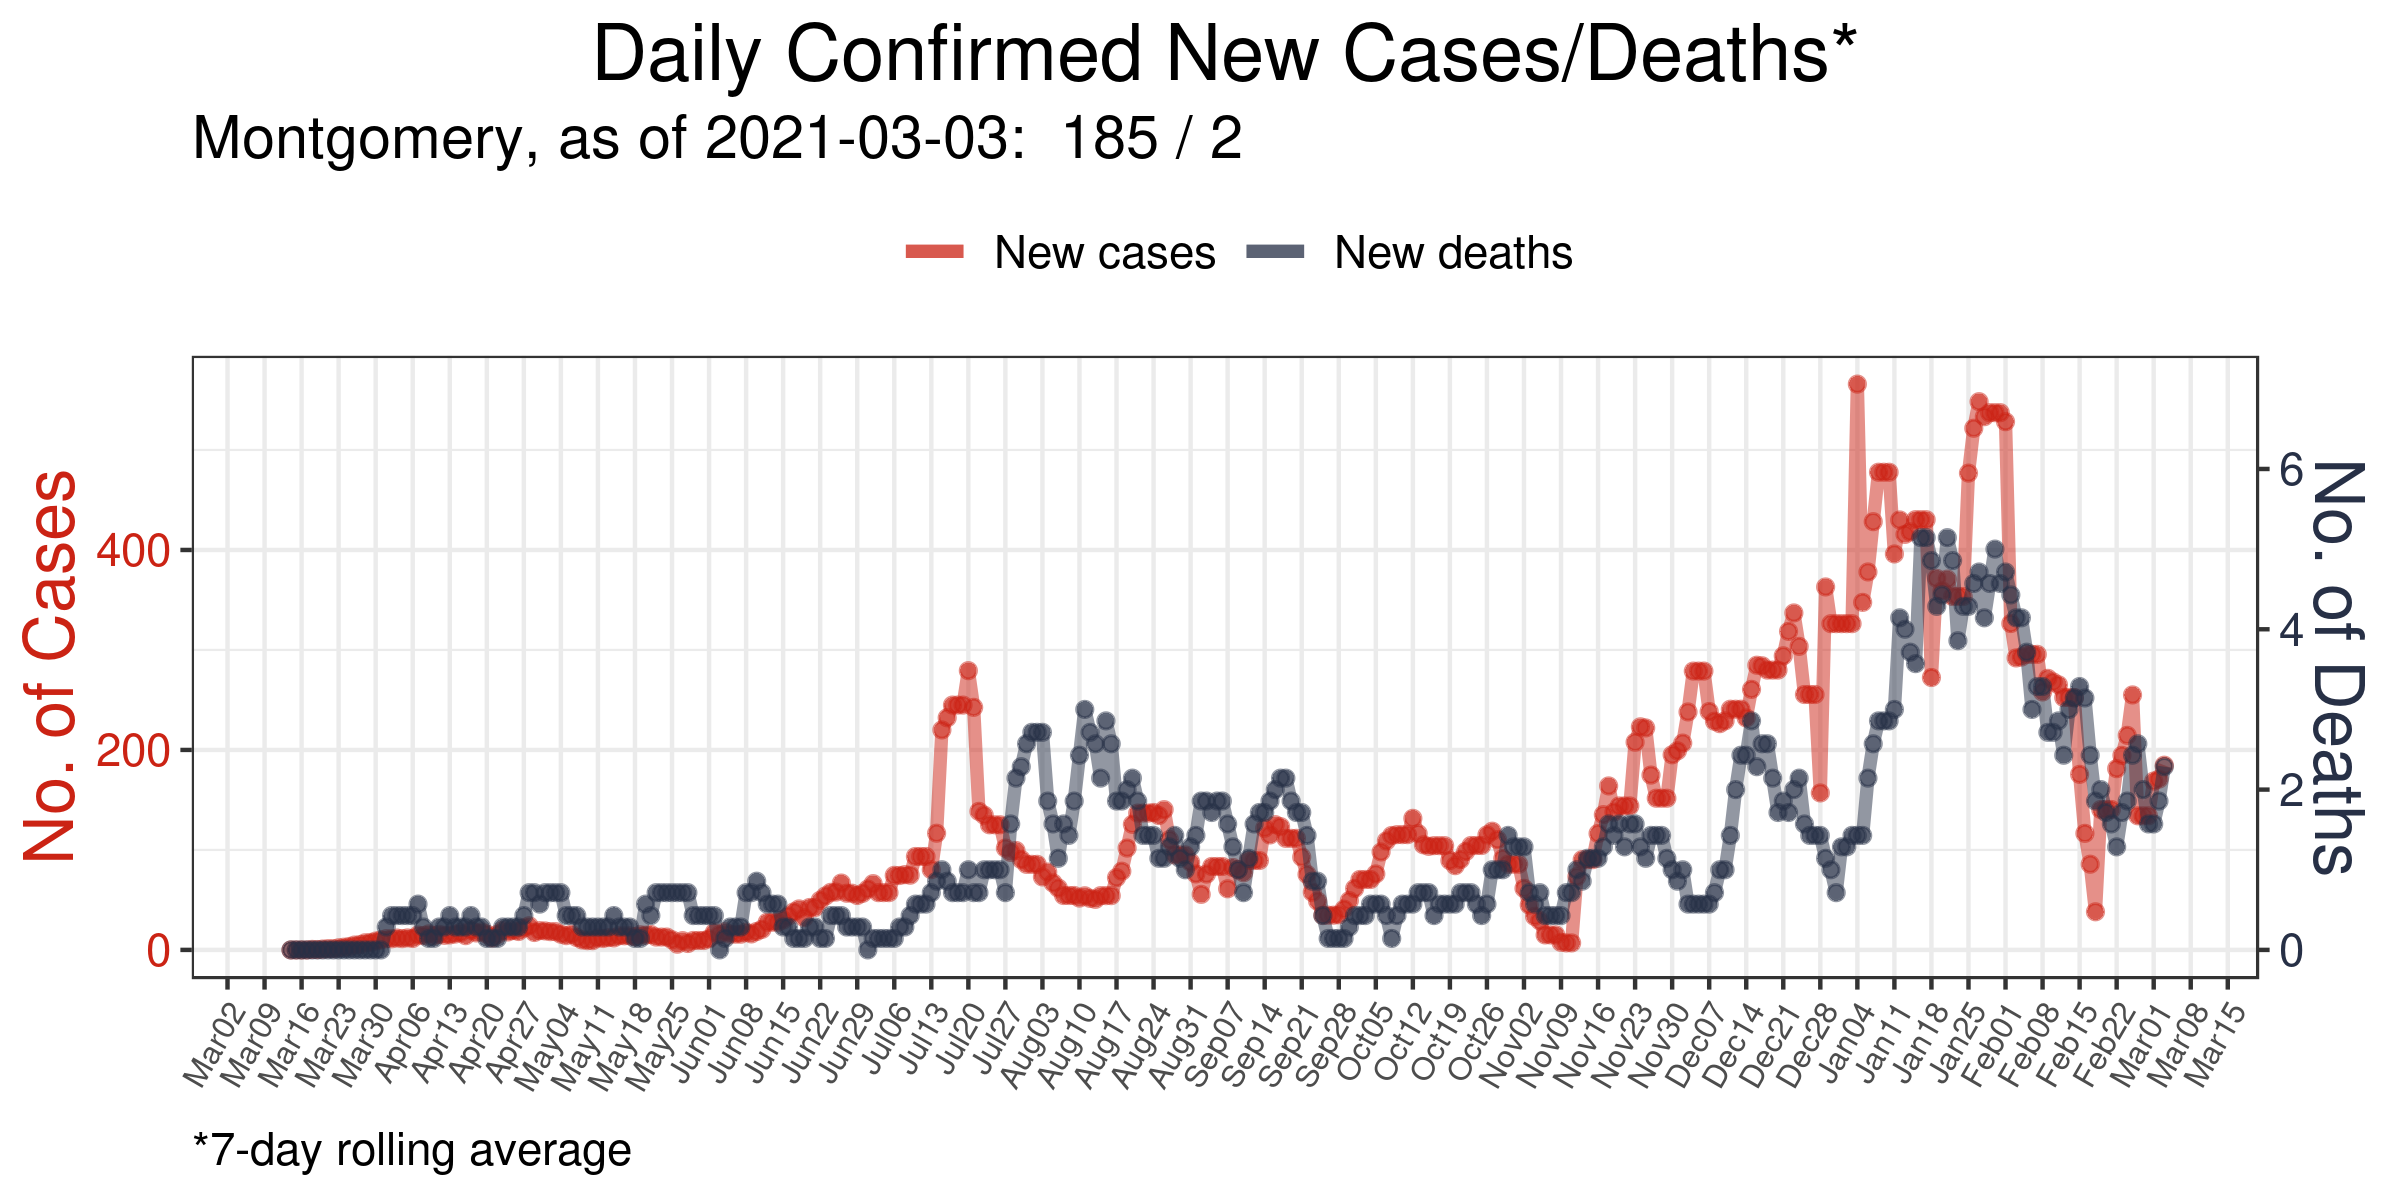 Daily Confirmed New Cases/Deaths*
Montgomery, as of 2021-03-03:  185 / 2
New cases New deaths
No. of Cases
400
200
0
6
4
2
0
No. of Deaths
Mar02 Mar09 Mar16 Mar23 Mar30 Apr06 Apr13 Apr20 Apr27 May04 May11 May18 May25 Jun01 Jun08 Jun15 Jun22 Jun29 Jul06 Jul13 Jul20 Jul27 Aug03 Aug10 Aug17 Aug24 Aug31 Sep07 Sep14 Sep21 Sep28 Oct05 Oct12 Oct19 Oct26 Nov02 Nov09 Nov16 Nov23 Nov30 Dec07 Dec14 Dec21 Dec28 Jan04 Jan11 Jan18 Jan25 Feb01 Feb08 Feb15 Feb22 Mar01 Mar08 Mar15
*7-day rolling average